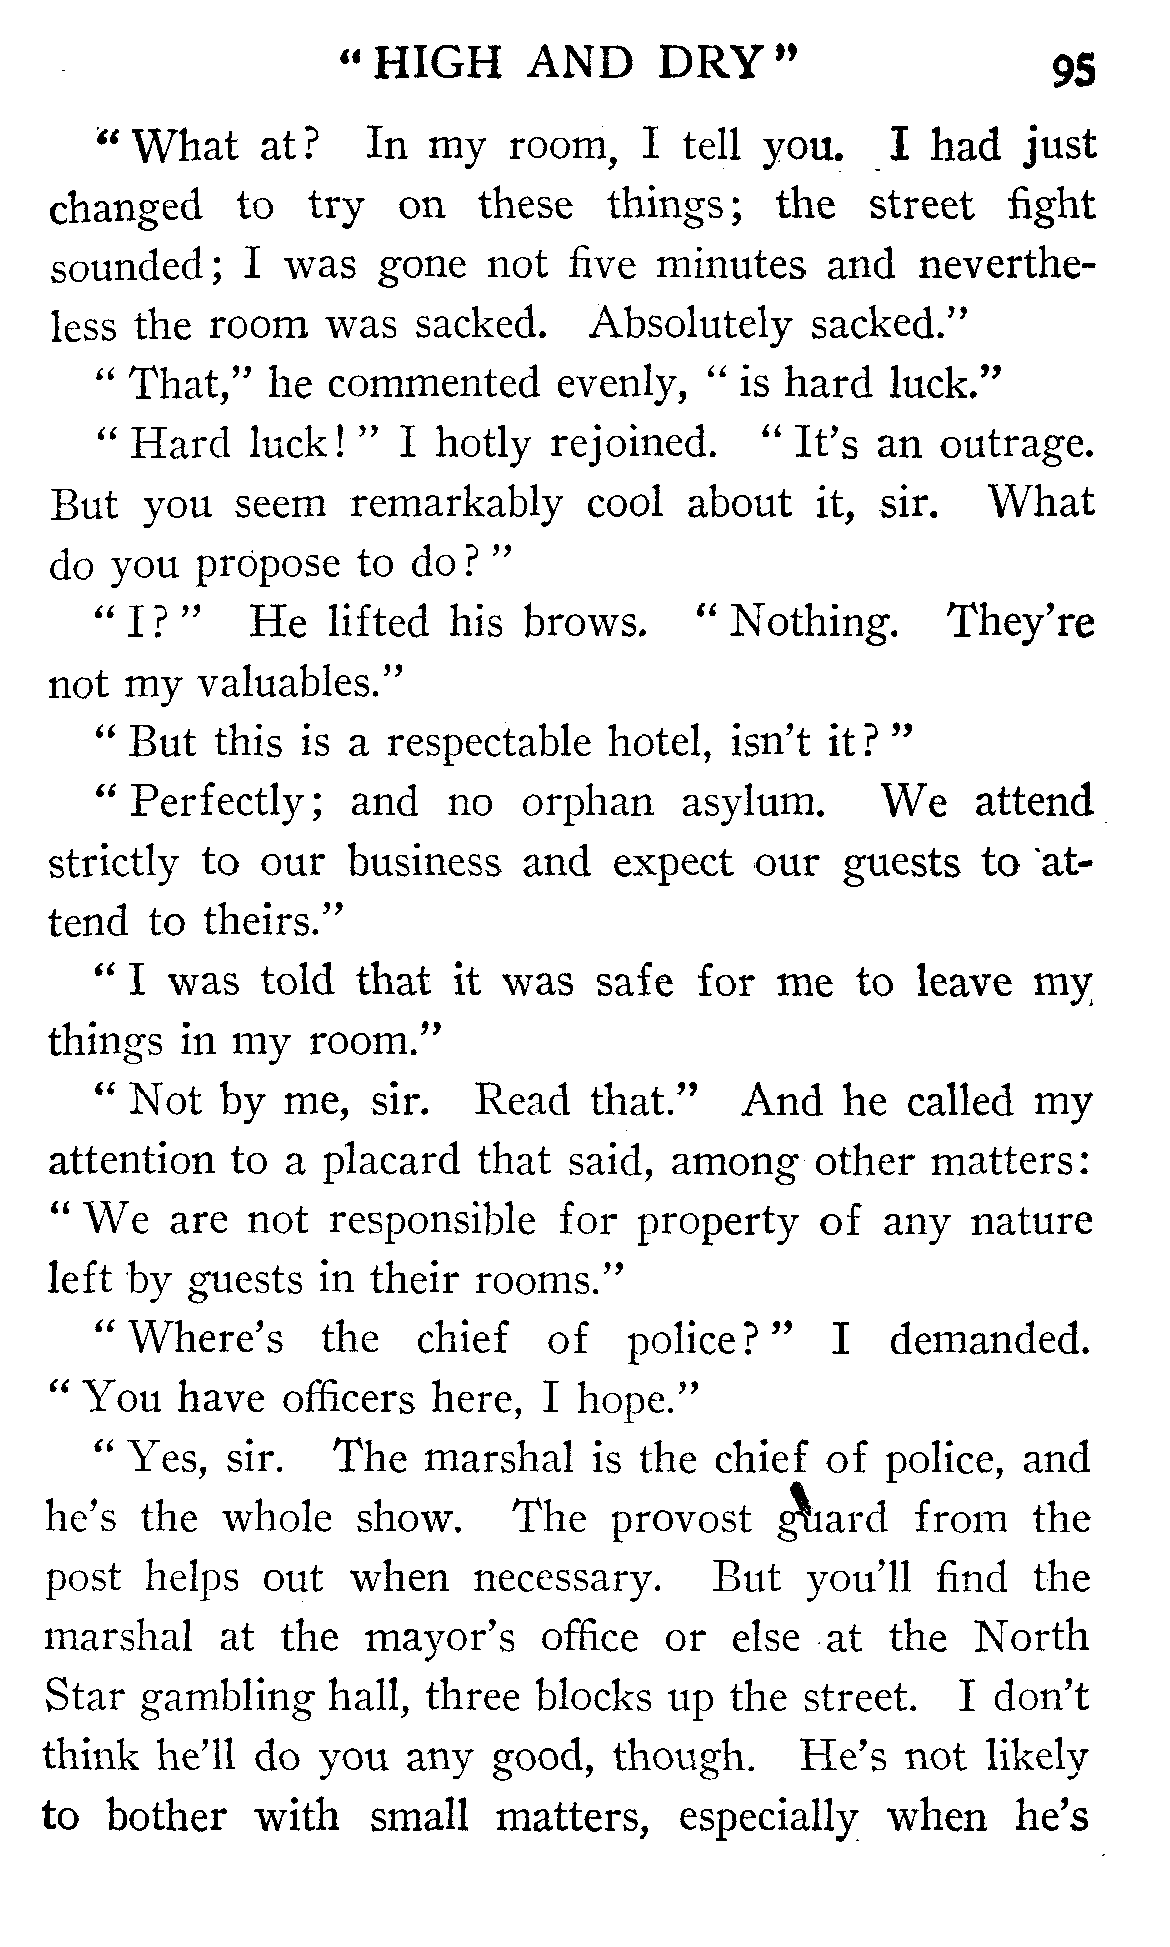 "HIGH AND DRY" 95
"What at? In my room, I tell you. I had just
changed to try on these things; the street fight
sounded; I was gone not five minutes and neverthe-
less the room was sacked. Absolutely sacked."
"That," he commented evenly, "is hard luck."
"Hard luck!" I hotly rejoined. "It's an outrage.
But you seem remarkably cool about it, sir. What
do you propose to do?"
"I?" He lifted his brows. "Nothing. They're
not my valuables."
"But this is a respectable hotel, isn't it?"
"Perfectly; and no orphan asylum. We attend
strictly to our business and expect our guests to at-
tend to theirs."
"I was told that it was safe for me to leave my
things in my room."
"Not by me, sir. Read that." And he called my
attention to a placard that said, among other matters:
"We are not responsible for property of any nature
left by guests in their rooms."
"Where's the chief of police?" I demanded.
"You have officers here, I hope."
"Yes, sir. The marshal is the chief of police, and
he's the whole show. The provost guard from the
post helps out when necessary. But you'll find the
marshal at the mayor's office or else at the North
Star gambling hall, three blocks up the street. I don't
think he'll do you any good, though. He's not likely
to bother with small matters, especially when he's